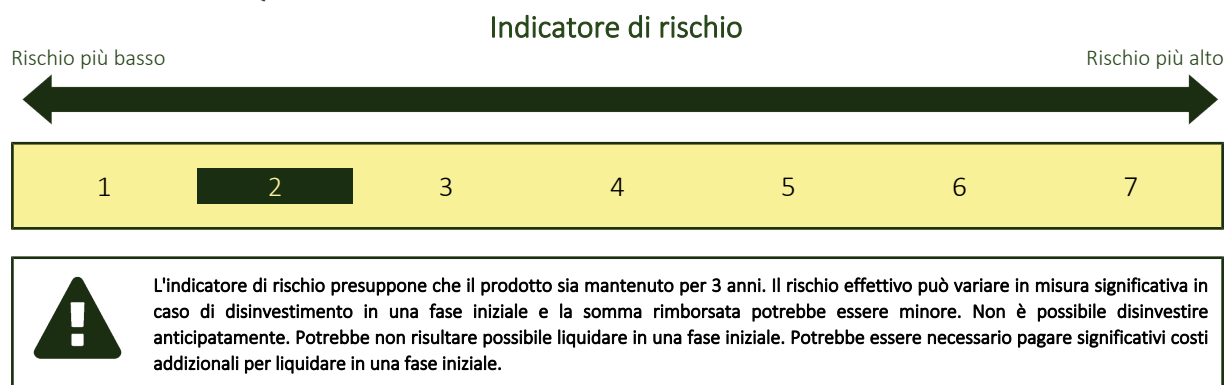 Indicatore di rischio
Rischio più basso
Rischio più alto
1 2 3 4 5 6 7
L'indicatore di rischio presuppone che il prodotto sia mantenuto per 3 anni. Il rischio effettivo può variare in misura significativa in
caso di disinvestimento in una fase iniziale e la somma rimborsata potrebbe essere minore. Non è possibile disinvestire
anticipatamente. Potrebbe non risultare possibile liquidare in una fase iniziale. Potrebbe essere necessario pagare significativi costi
addizionali per liquidare in una fase iniziale.